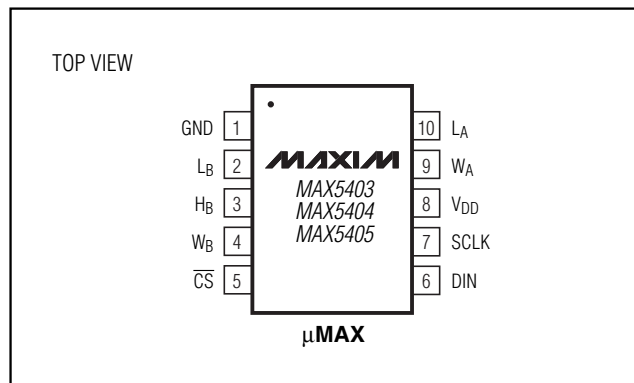 TOP VIEW
GND 1
L_B 2
H_B 3
W_B 4
C̅S̅ 5
MAXIM
MAX5403
MAX5404
MAX5405
10 L_A
9 W_A
8 V_DD
7 SCLK
6 DIN
μMAX